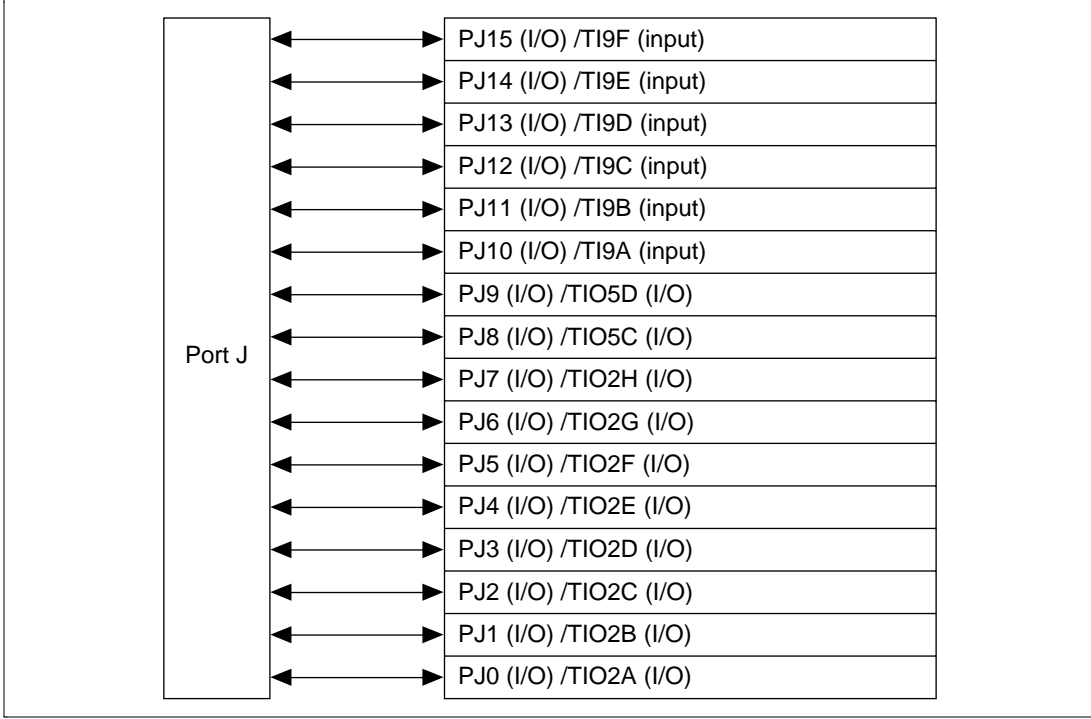 PJ15 (I/O) /TI9F (input)
PJ14 (I/O) /TI9E (input)
PJ13 (I/O) /TI9D (input)
PJ12 (I/O) /TI9C (input)
PJ11 (I/O) /TI9B (input)
PJ10 (I/O) /TI9A (input)
PJ9 (I/O) /TIO5D (I/O)
PJ8 (I/O) /TIO5C (I/O)
Port J
PJ7 (I/O) /TIO2H (I/O)
PJ6 (I/O) /TIO2G (I/O)
PJ5 (I/O) /TIO2F (I/O)
PJ4 (I/O) /TIO2E (I/O)
PJ3 (I/O) /TIO2D (I/O)
PJ2 (I/O) /TIO2C (I/O)
PJ1 (I/O) /TIO2B (I/O)
PJ0 (I/O) /TIO2A (I/O)